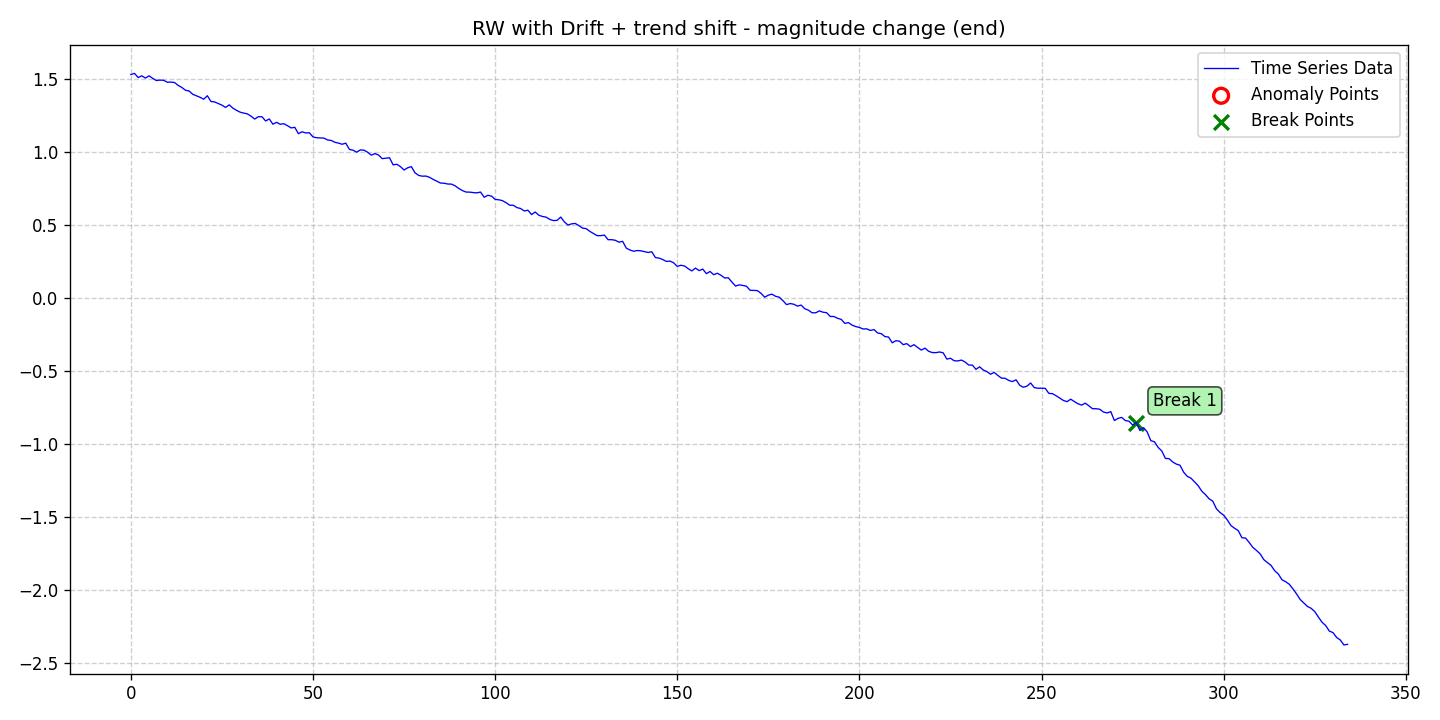 RW with Drift + trend shift - magnitude change (end)
Time Series Data
Anomaly Points
Break Points
1.5
1.0
0.5
0.0
−0.5
−1.0
−1.5
−2.0
−2.5
Break 1
0 50 100 150 200 250 300 350